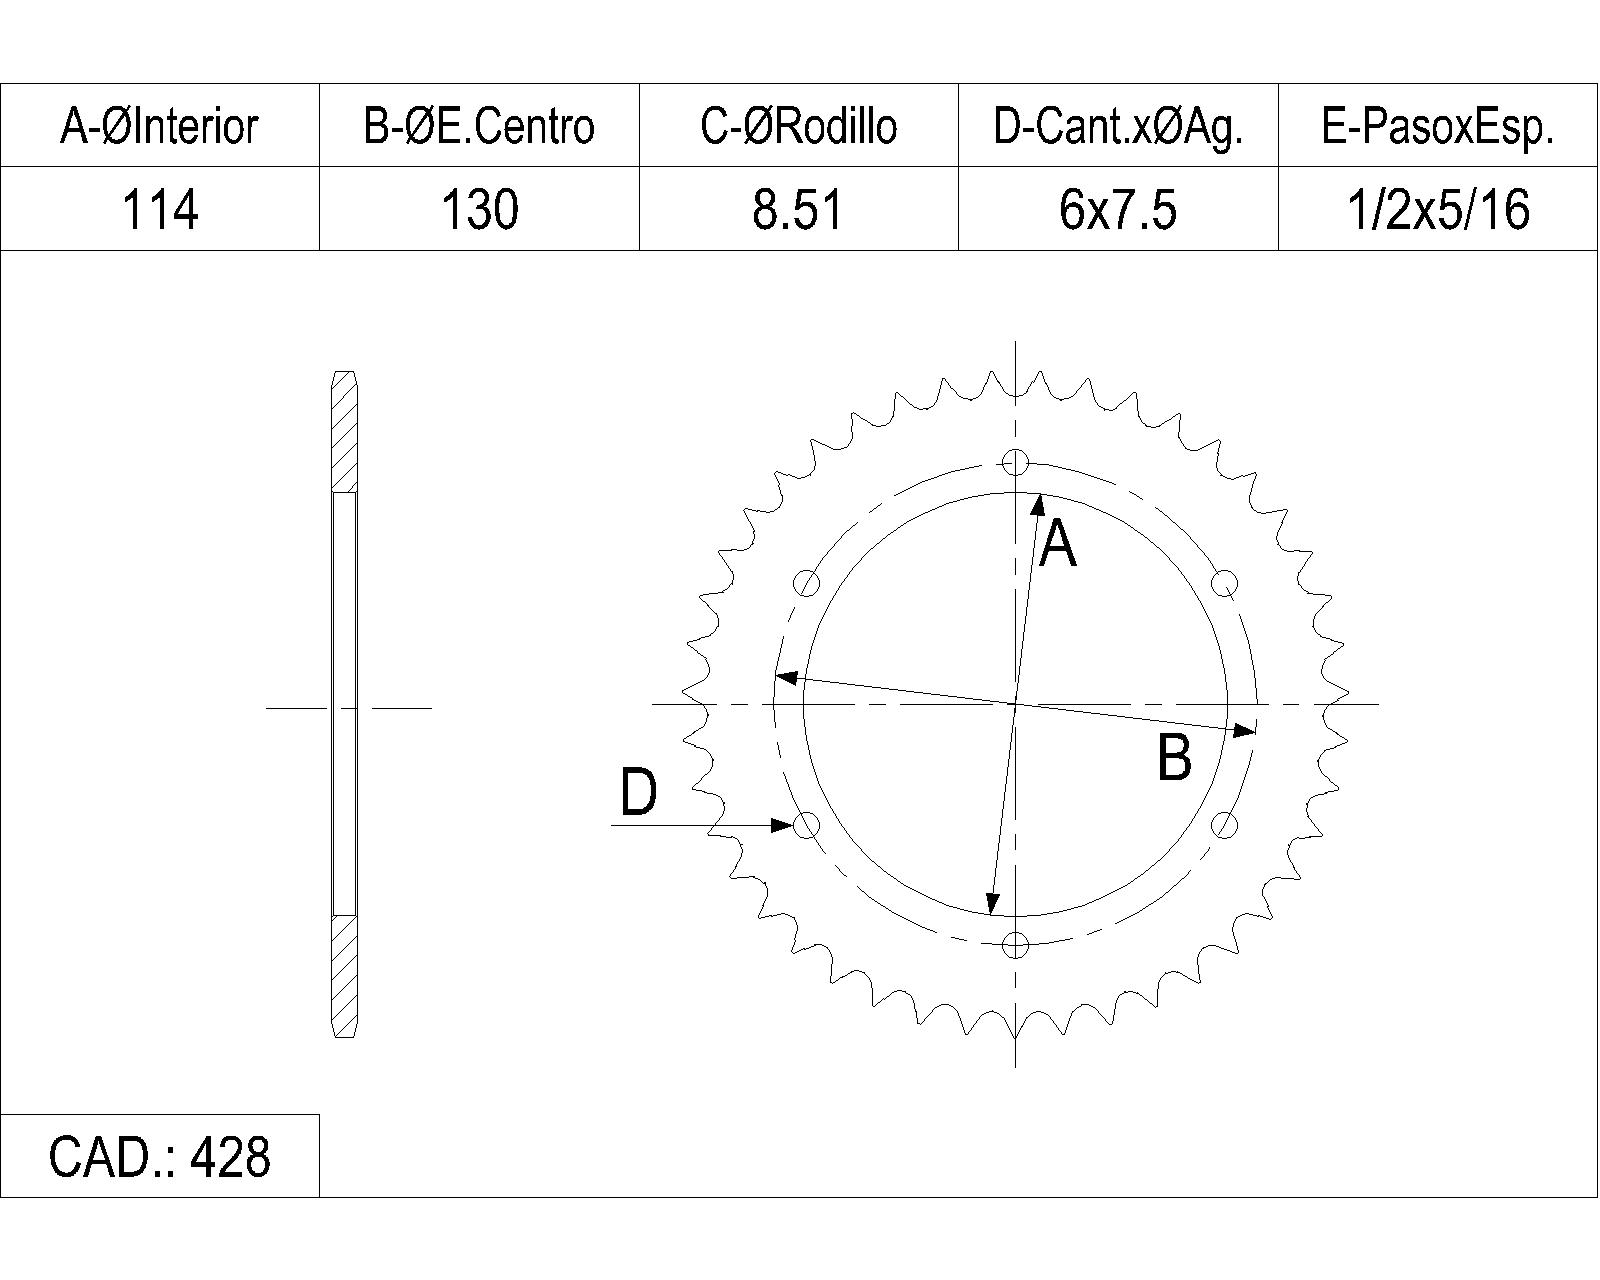 A-ØInterior B-ØE.Centro C-ØRodillo D-Cant.xØAg. E-PasoxEsp.
114 130 8.51 6x7.5 1/2x5/16
A
B
D
CAD.: 428